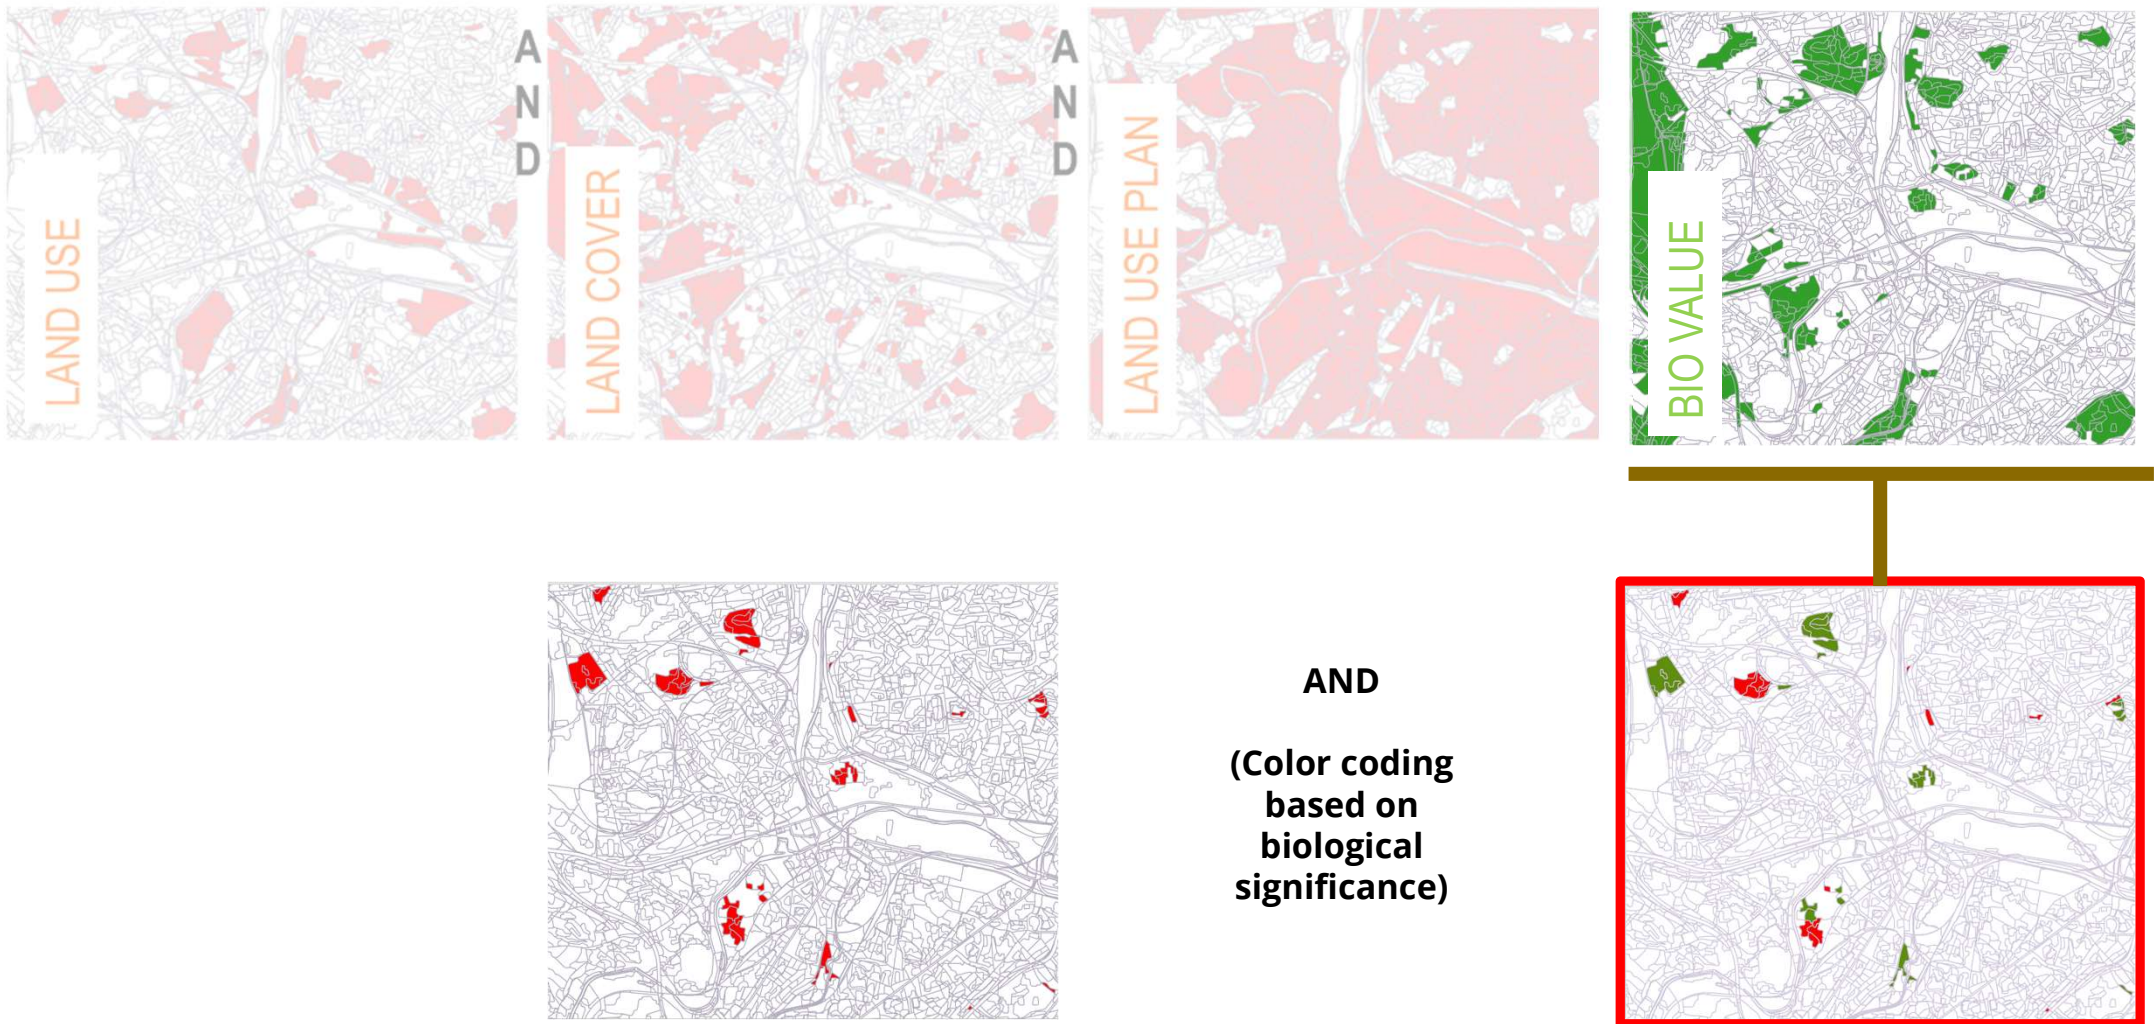 LAND USE
A
N
D
LAND COVER
A
N
D
LAND USE PLAN
BIO VALUE
AND
(Color coding
based on
biological
significance)